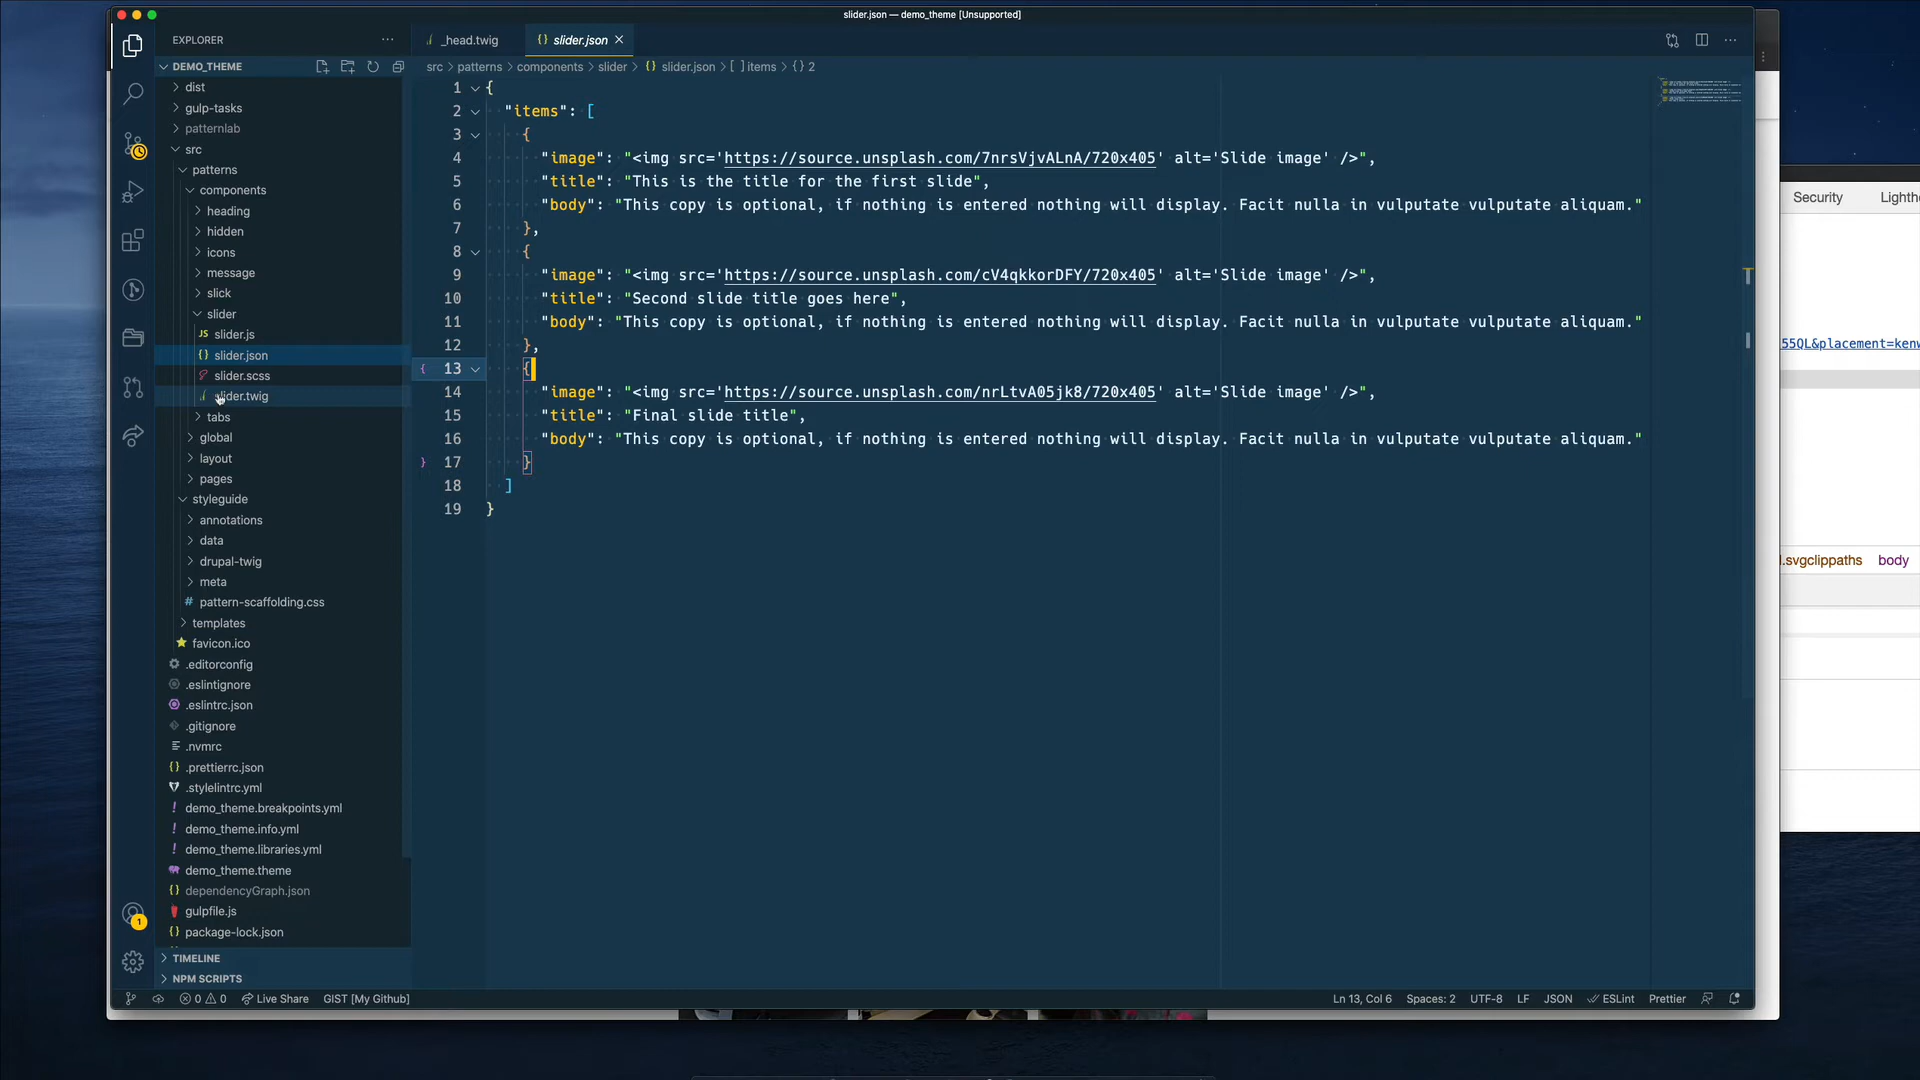 slider.json — demo_theme [Unsupported]
EXPLORER
_head.twig
{} slider.json
DEMO_THEME
src > patterns > components > slider > {} slider.json > [ ] items > {} 2
dist
gulp-tasks
patternlab
src
patterns
components
heading
hidden
icons
message
slick
slider
JS slider.js
{} slider.json
slider.scss
slider.twig
tabs
global
layout
pages
styleguide
annotations
data
drupal-twig
meta
# pattern-scaffolding.css
templates
favicon.ico
.editorconfig
.eslintignore
.eslintrc.json
.gitignore
.nvmrc
{} .prettierrc.json
.stylelintrc.yml
! demo_theme.breakpoints.yml
! demo_theme.info.yml
! demo_theme.libraries.yml
demo_theme.theme
{} dependencyGraph.json
gulpfile.js
{} package-lock.json
TIMELINE
NPM SCRIPTS
1 {
2 "items": [
3 {
4 "image": "<img src='https://source.unsplash.com/7nrsVjvALnA/720x405' alt='Slide image' />",
5 "title": "This is the title for the first slide",
6 "body": "This copy is optional, if nothing is entered nothing will display. Facit nulla in vulputate vulputate aliquam."
7 },
8 {
9 "image": "<img src='https://source.unsplash.com/cV4qkkorDFY/720x405' alt='Slide image' />",
10 "title": "Second slide title goes here",
11 "body": "This copy is optional, if nothing is entered nothing will display. Facit nulla in vulputate vulputate aliquam."
12 },
{ 13 {
14 "image": "<img src='https://source.unsplash.com/nrLtvA05jk8/720x405' alt='Slide image' />",
15 "title": "Final slide title",
16 "body": "This copy is optional, if nothing is entered nothing will display. Facit nulla in vulputate vulputate aliquam."
} 17 }
18 ]
19 }
1
0 0 Live Share GIST [My Github]
Ln 13, Col 6 Spaces: 2 UTF-8 LF JSON ESLint Prettier
Security Lighth
55QL&placement=kenw
l.svgclippaths body